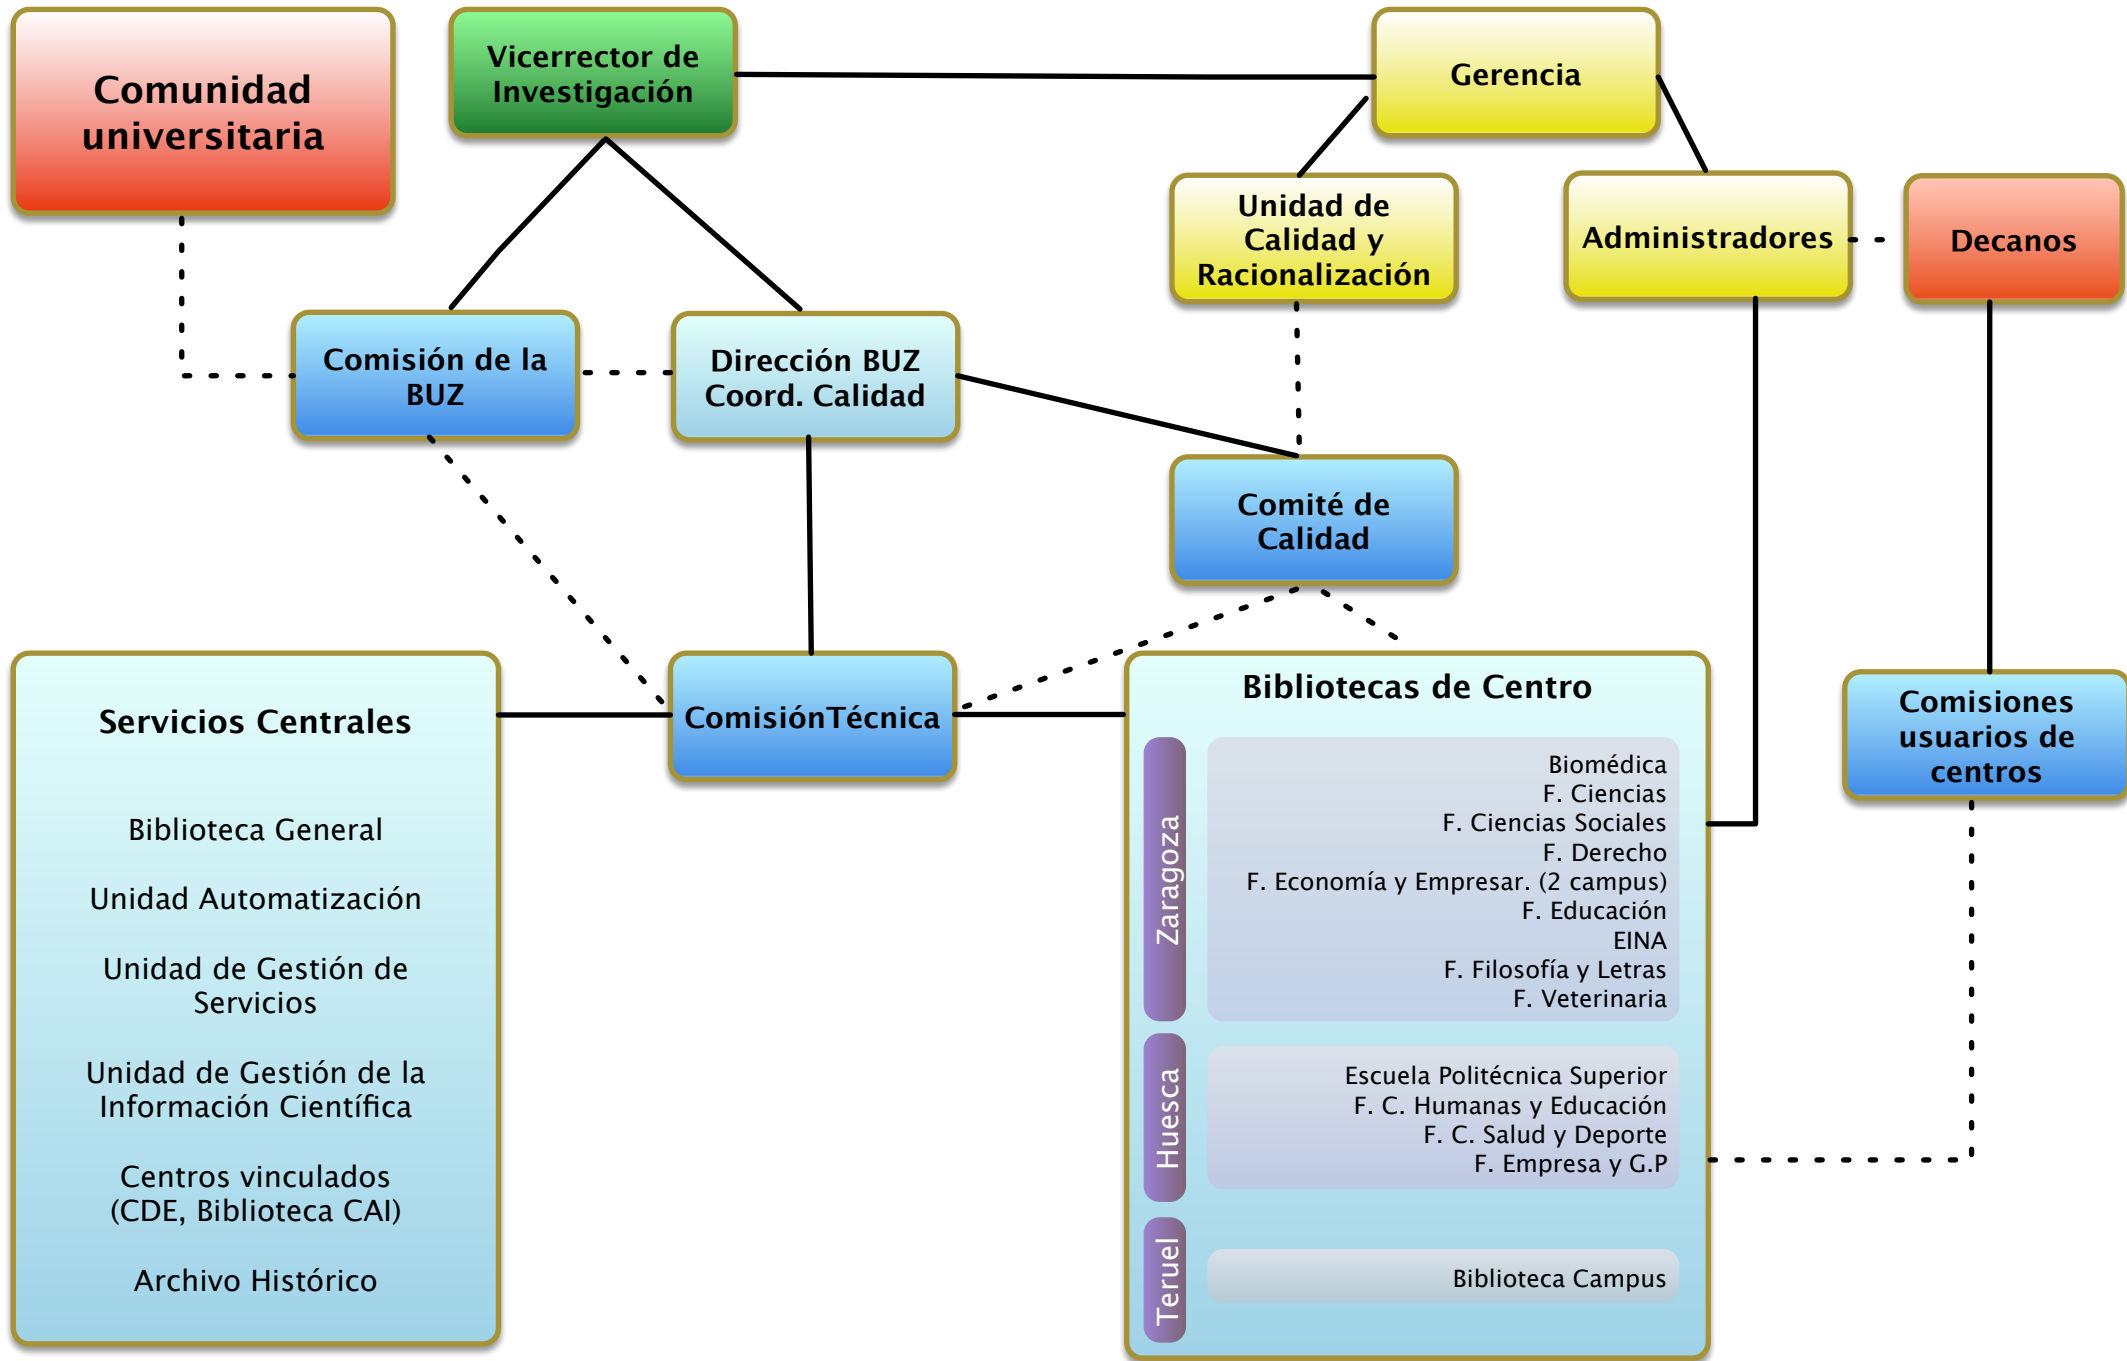 Comunidad
universitaria
Vicerrector de
Investigación
Gerencia
Unidad de
Calidad y
Racionalización
Administradores
Decanos
Comisión de la
BUZ
Dirección BUZ
Coord. Calidad
Comité de
Calidad
Servicios Centrales
Biblioteca General
Unidad Automatización
Unidad de Gestión de
Servicios
Unidad de Gestión de la
Información Científica
Centros vinculados
(CDE, Biblioteca CAI)
Archivo Histórico
ComisiónTécnica
Bibliotecas de Centro
Zaragoza
Biomédica
F. Ciencias
F. Ciencias Sociales
F. Derecho
F. Economía y Empresar. (2 campus)
F. Educación
EINA
F. Filosofía y Letras
F. Veterinaria
Huesca
Escuela Politécnica Superior
F. C. Humanas y Educación
F. C. Salud y Deporte
F. Empresa y G.P
Teruel
Biblioteca Campus
Comisiones
usuarios de
centros